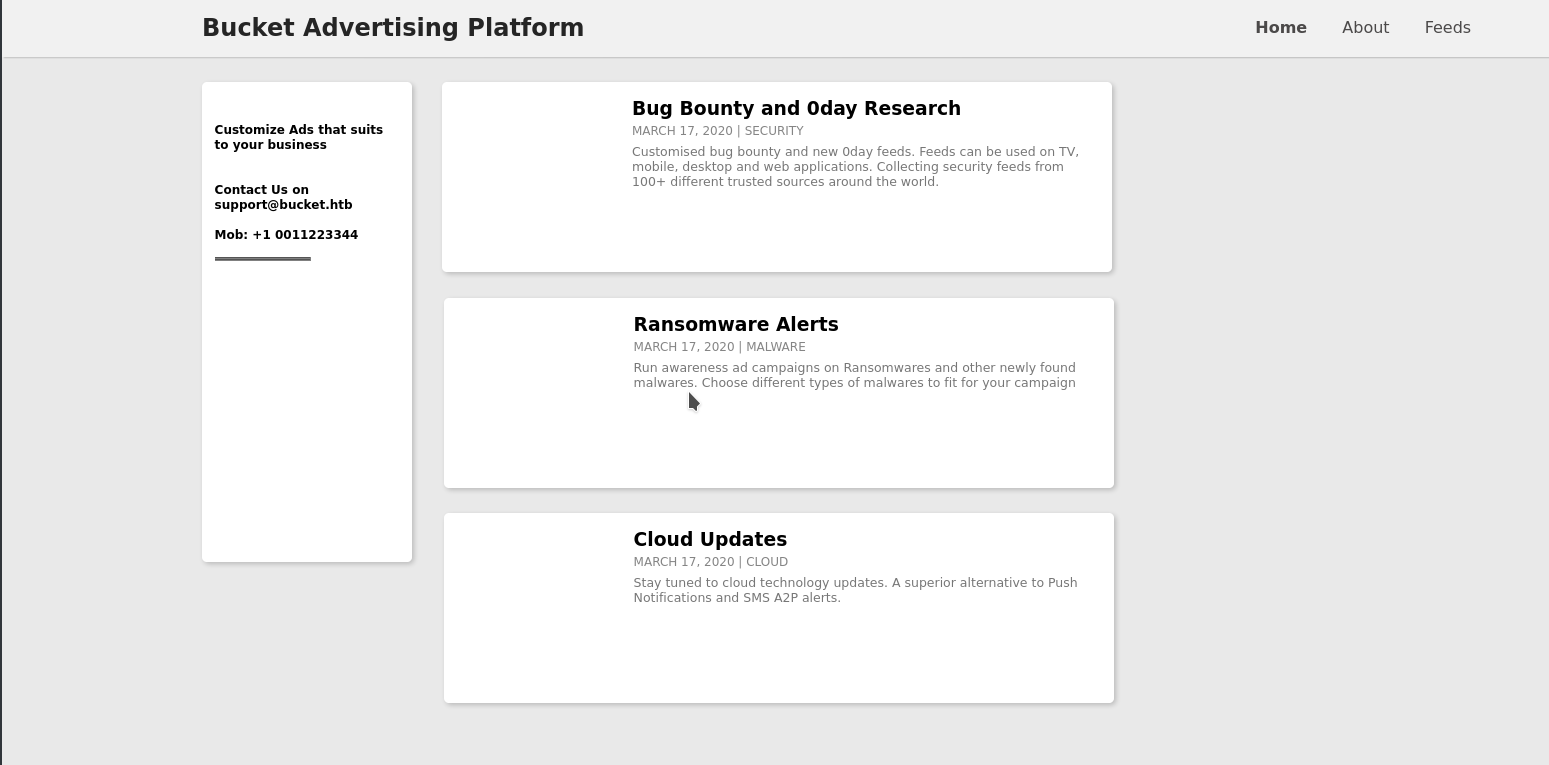 Bucket Advertising Platform
Home About Feeds
Customize Ads that suits
to your business
Contact Us on
support@bucket.htb
Mob: +1 0011223344
Bug Bounty and 0day Research
MARCH 17, 2020 | SECURITY
Customised bug bounty and new 0day feeds. Feeds can be used on TV,
mobile, desktop and web applications. Collecting security feeds from
100+ different trusted sources around the world.
Ransomware Alerts
MARCH 17, 2020 | MALWARE
Run awareness ad campaigns on Ransomwares and other newly found
malwares. Choose different types of malwares to fit for your campaign
Cloud Updates
MARCH 17, 2020 | CLOUD
Stay tuned to cloud technology updates. A superior alternative to Push
Notifications and SMS A2P alerts.